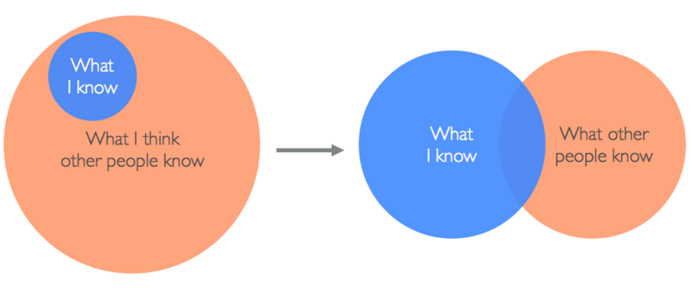 What
I know
What I think
other people know
What
I know
What other
people know